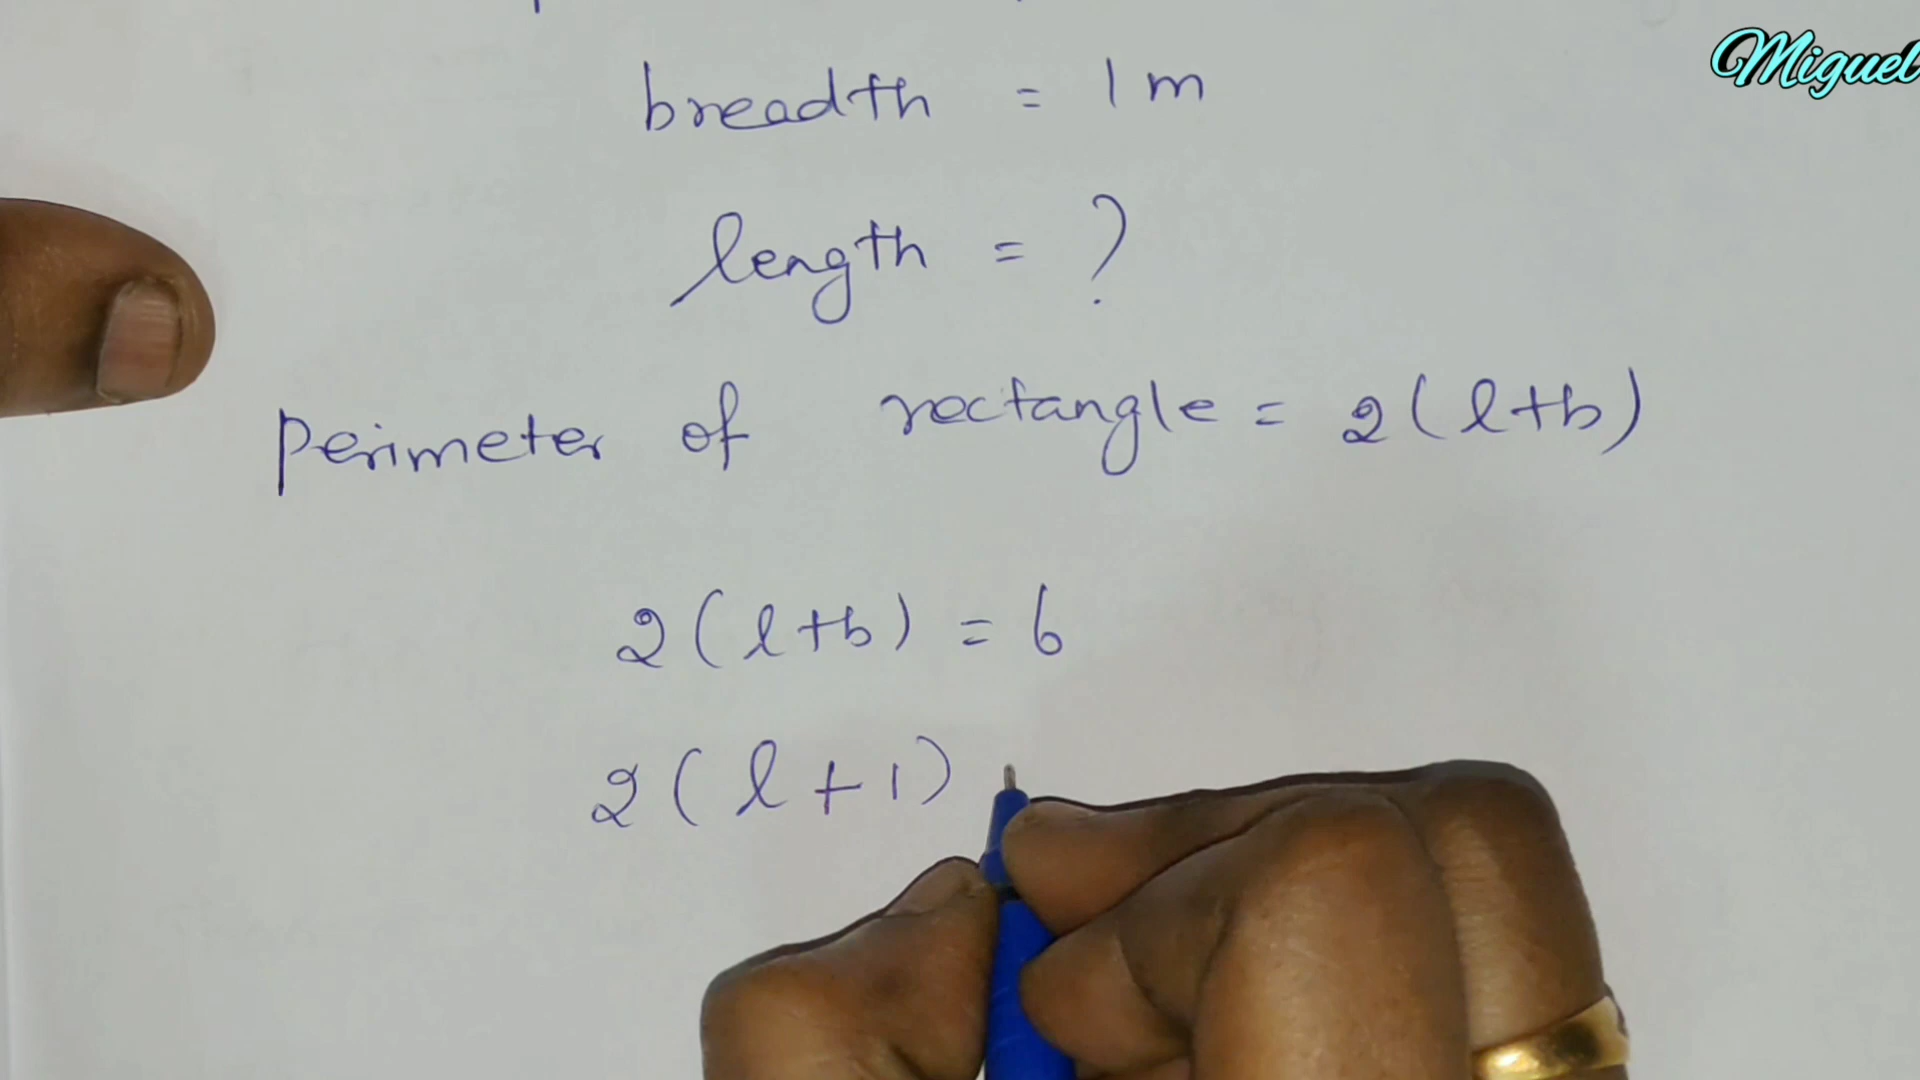 Miguel
breadth = 1 m
length = ?
Perimeter of rectangle = 2(l+b)
2(l+b) = 6
2(l+1)